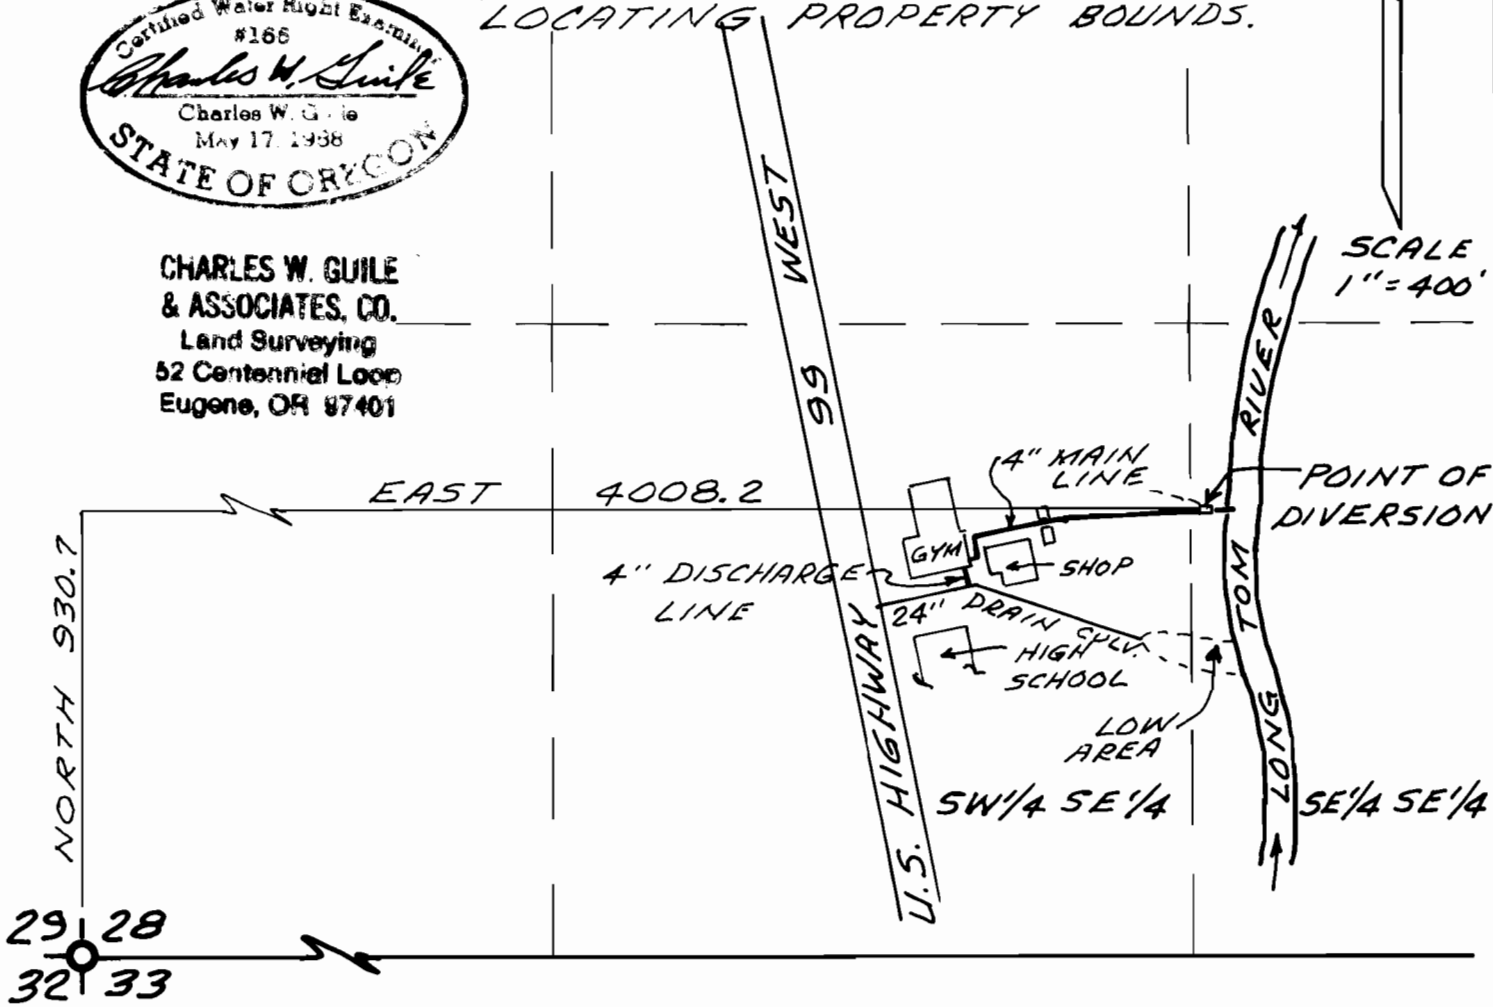 LOCATING PROPERTY BOUNDS.
Certified Water Right Examiner
#166
Charles W. Guile
Charles W. G le
May 17, 1988
STATE OF OREGON
CHARLES W. GUILE
& ASSOCIATES, CO.
Land Surveying
52 Centennial Loop
Eugene, OR 97401
SCALE
1"=400'
U.S. HIGHWAY 99 WEST
LONG TOM RIVER
EAST 4008.2
NORTH 930.7
4" MAIN
LINE
POINT OF
DIVERSION
GYM
SHOP
4" DISCHARGE
LINE
24" DRAIN CULV.
HIGH
SCHOOL
LOW
AREA
SW1/4 SE1/4
SE1/4 SE1/4
29 28
32 33